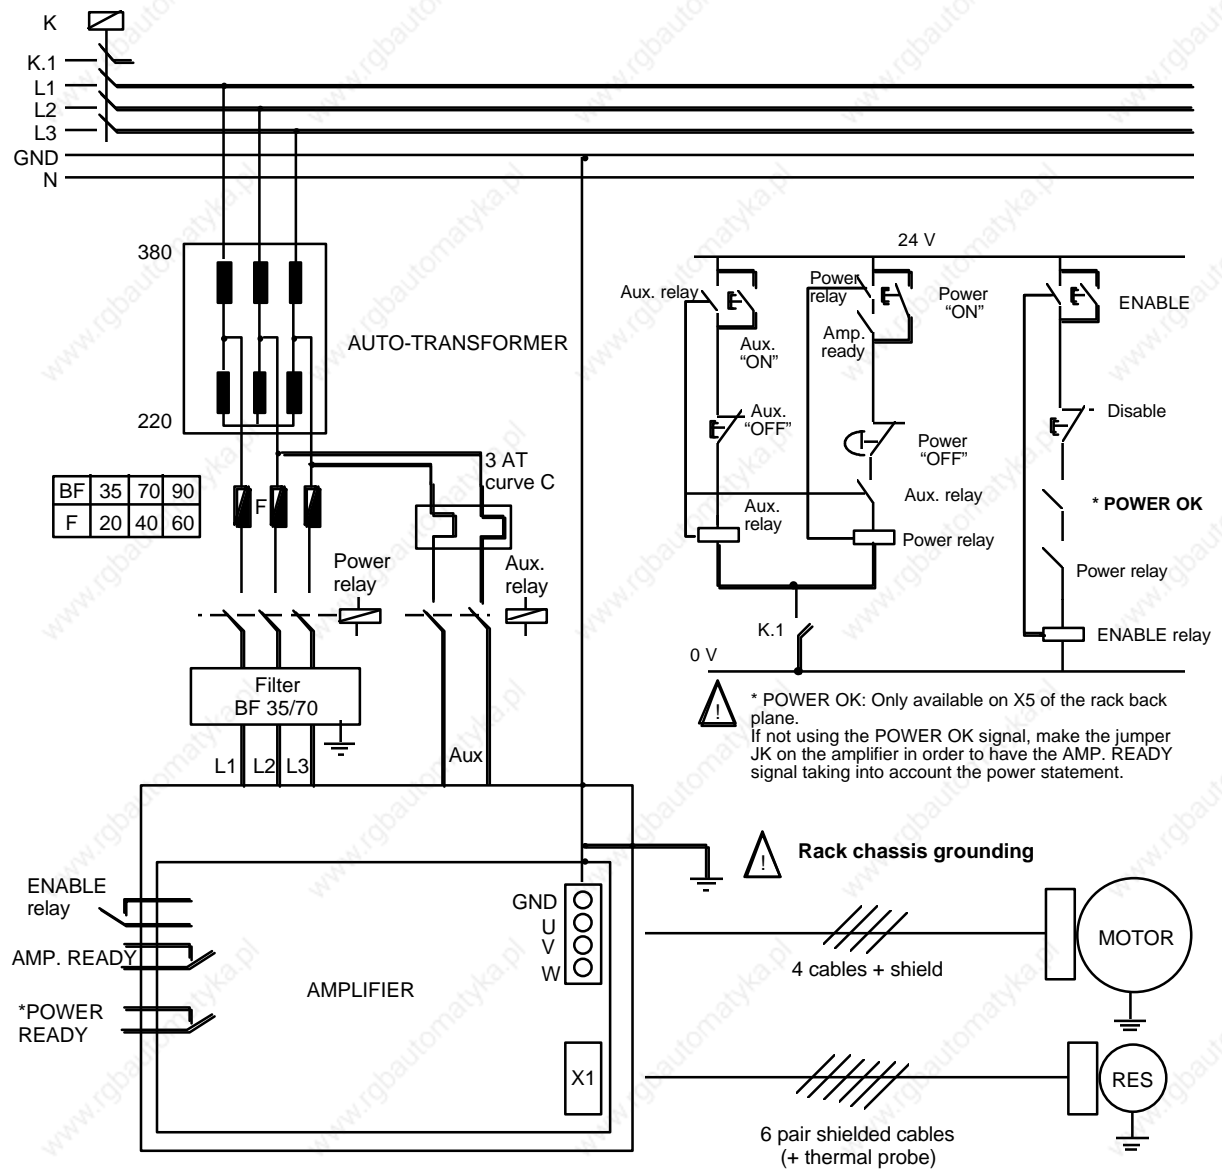 K
K.1
L1
L2
L3
GND
N
380
AUTO-TRANSFORMER
220
BF 35 70 90
F 20 40 60
F
3 AT
curve C
Power
relay
Aux.
relay
Filter
BF 35/70
L1 L2 L3
Aux
24 V
Aux. relay
Aux.
“ON”
Aux.
“OFF”
Aux.
relay
Power
relay
Amp.
ready
Power
“ON”
Power
“OFF”
Aux. relay
Power relay
ENABLE
Disable
* POWER OK
Power relay
ENABLE relay
K.1
0 V
!
* POWER OK: Only available on X5 of the rack back
plane.
If not using the POWER OK signal, make the jumper
JK on the amplifier in order to have the AMP. READY
signal taking into account the power statement.
!
Rack chassis grounding
ENABLE
relay
AMP. READY
*POWER
READY
AMPLIFIER
GND
U
V
W
X1
4 cables + shield
MOTOR
6 pair shielded cables
(+ thermal probe)
RES
www.rgbautomatyka.pl